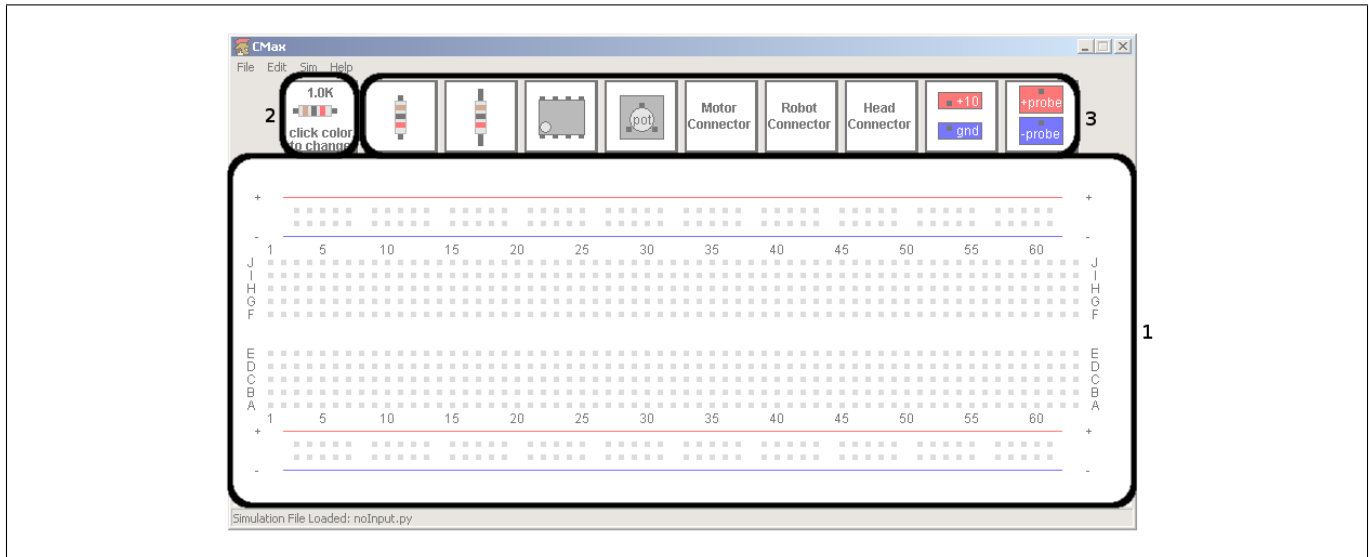 CMax
File Edit Sim Help
2
1.0K
click color
to change
pot
Motor
Connector
Robot
Connector
Head
Connector
+10
gnd
+probe
-probe
3
+ +
- -
1 5 10 15 20 25 30 35 40 45 50 55 60
J J
I I
H H
G G
F F
1
E E
D D
C C
B B
A A
1 5 10 15 20 25 30 35 40 45 50 55 60
+ +
- -
Simulation File Loaded: noInput.py